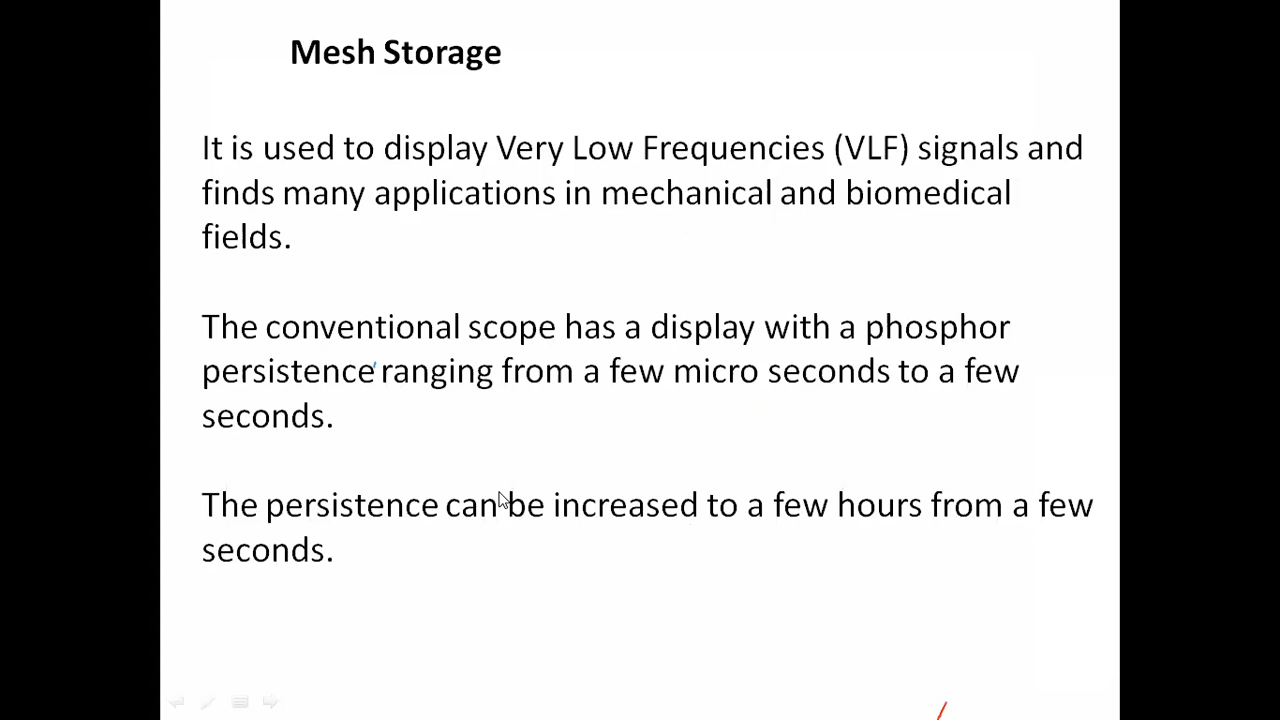 Mesh Storage
It is used to display Very Low Frequencies (VLF) signals and
finds many applications in mechanical and biomedical
fields.
The conventional scope has a display with a phosphor
persistence ranging from a few micro seconds to a few
seconds.
The persistence can be increased to a few hours from a few
seconds.